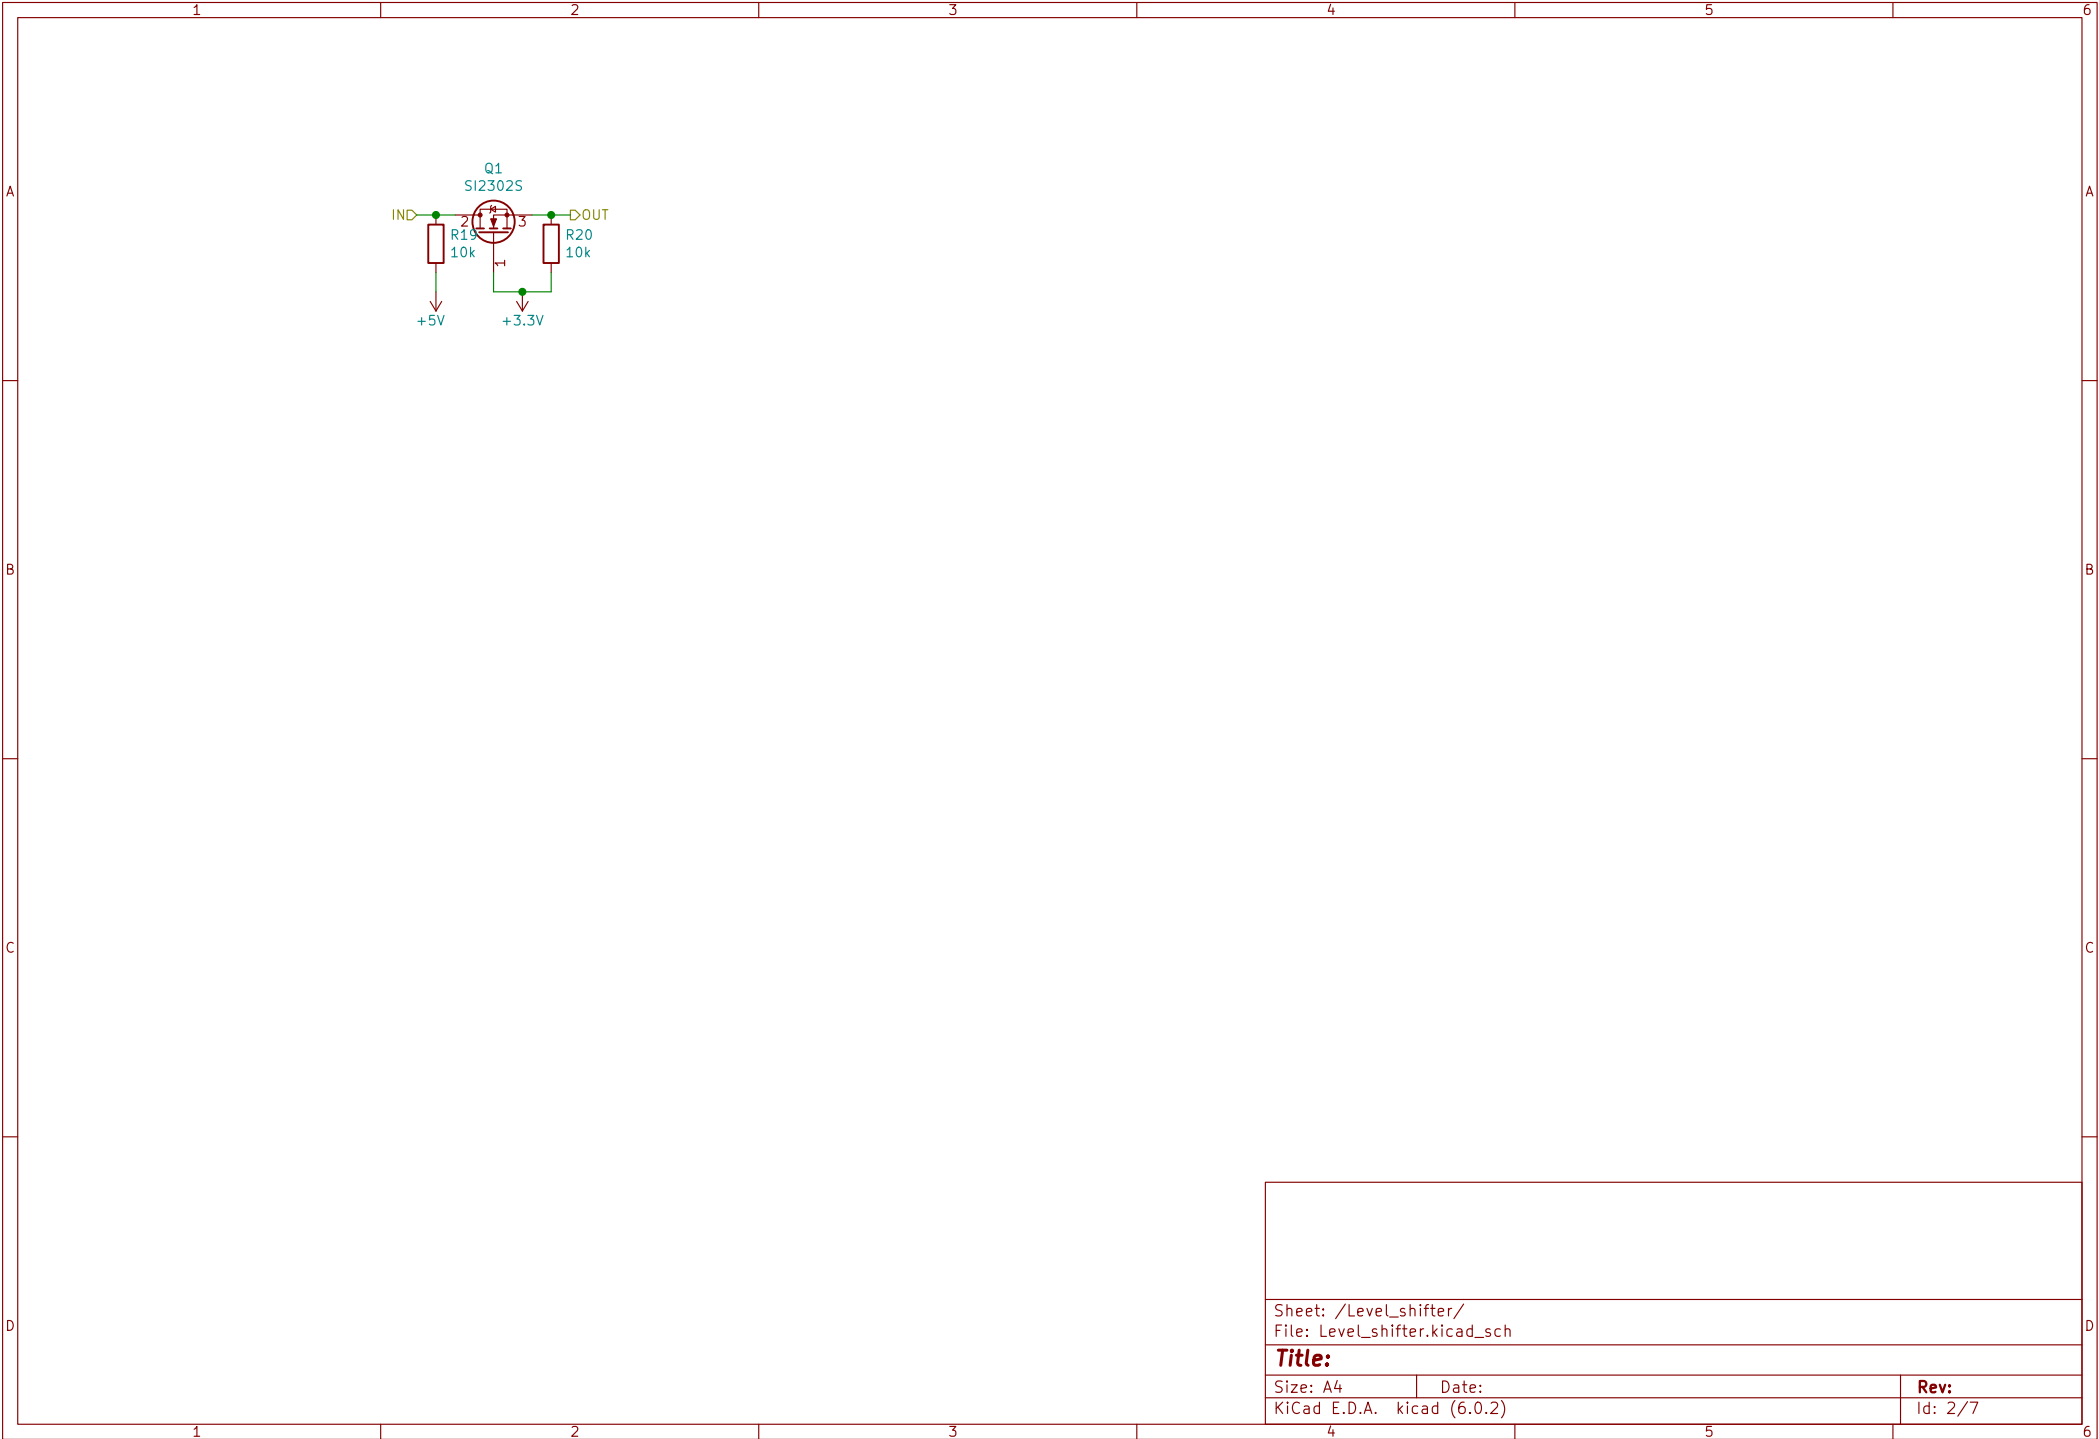 1 2 3 4 5 6
A A
Q1
SI2302S
IN 2 3 OUT
R19 R20
10k 10k
1
+5V +3.3V
B B
C C
Sheet: /Level_shifter/
File: Level_shifter.kicad_sch
D D
Title:
Size: A4 Date: Rev:
KiCad E.D.A. kicad (6.0.2) Id: 2/7
1 2 3 4 5 6